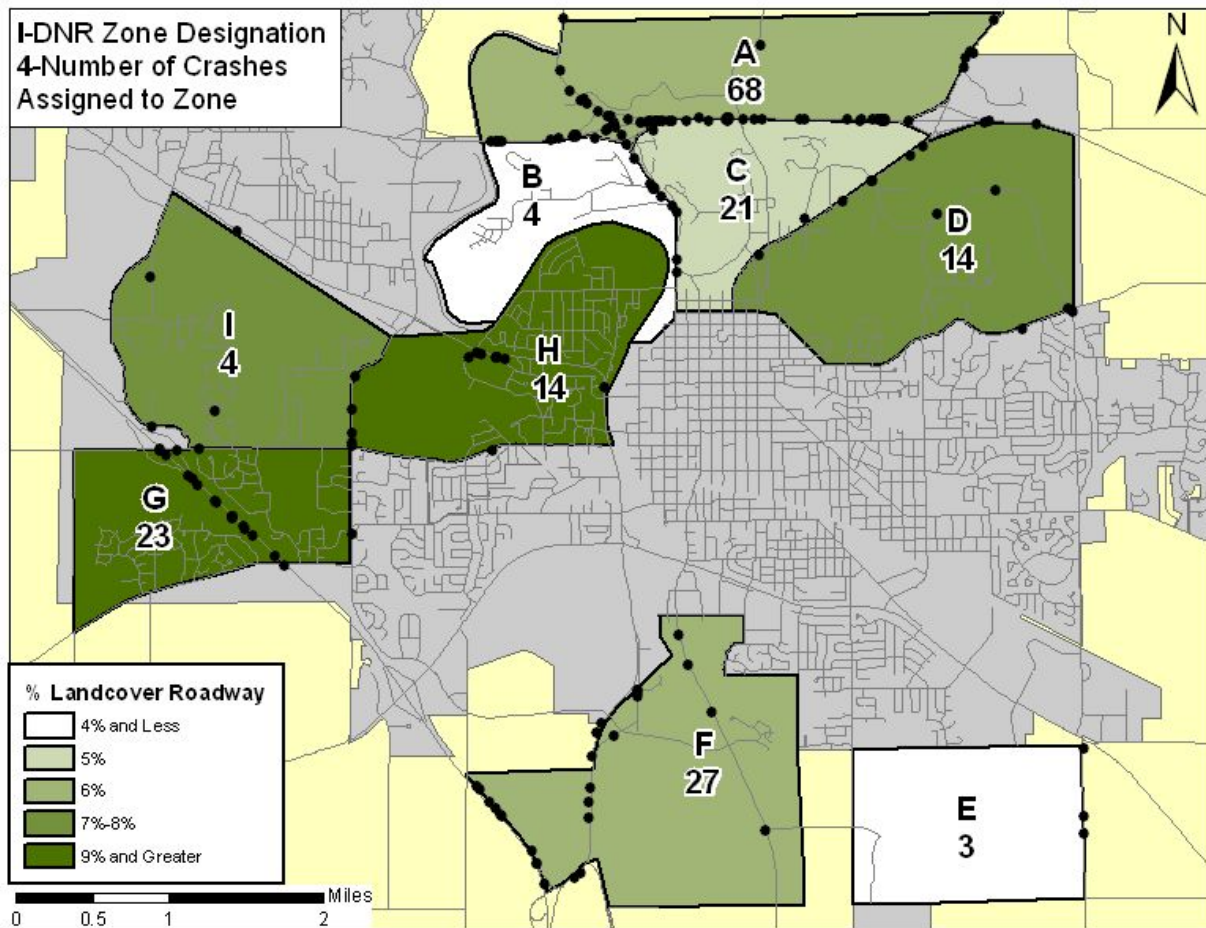 I-DNR Zone Designation
4-Number of Crashes
Assigned to Zone
N
A
68
B
4
C
21
D
14
I
4
H
14
G
23
F
27
E
3
% Landcover Roadway
4% and Less
5%
6%
7%-8%
9% and Greater
Miles
0 0.5 1 2